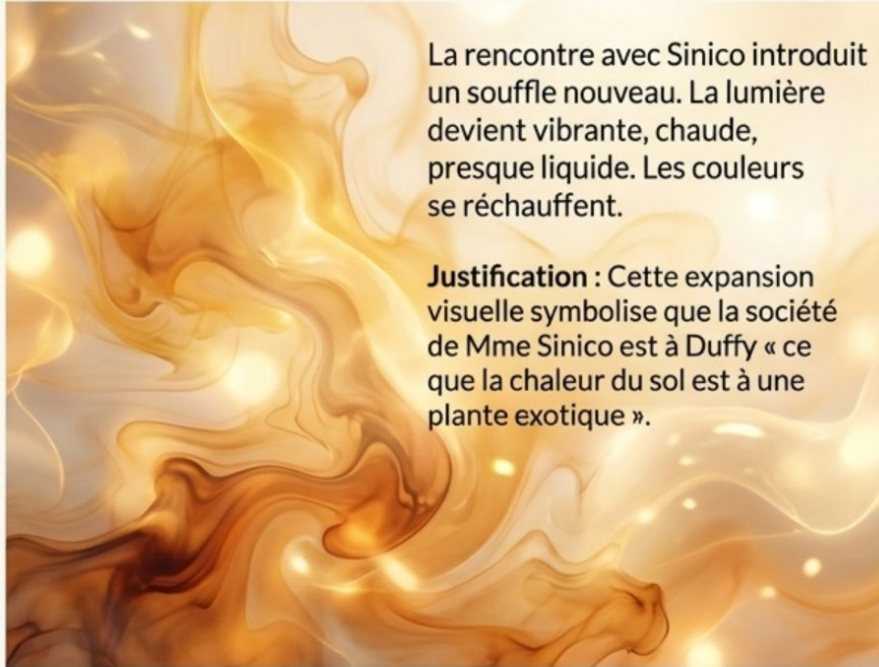 La rencontre avec Sinico introduit
un souffle nouveau. La lumière
devient vibrante, chaude,
presque liquide. Les couleurs
se réchauffent.
Justification : Cette expansion
visuelle symbolise que la société
de Mme Sinico est à Duffy « ce
que la chaleur du sol est à une
plante exotique ».